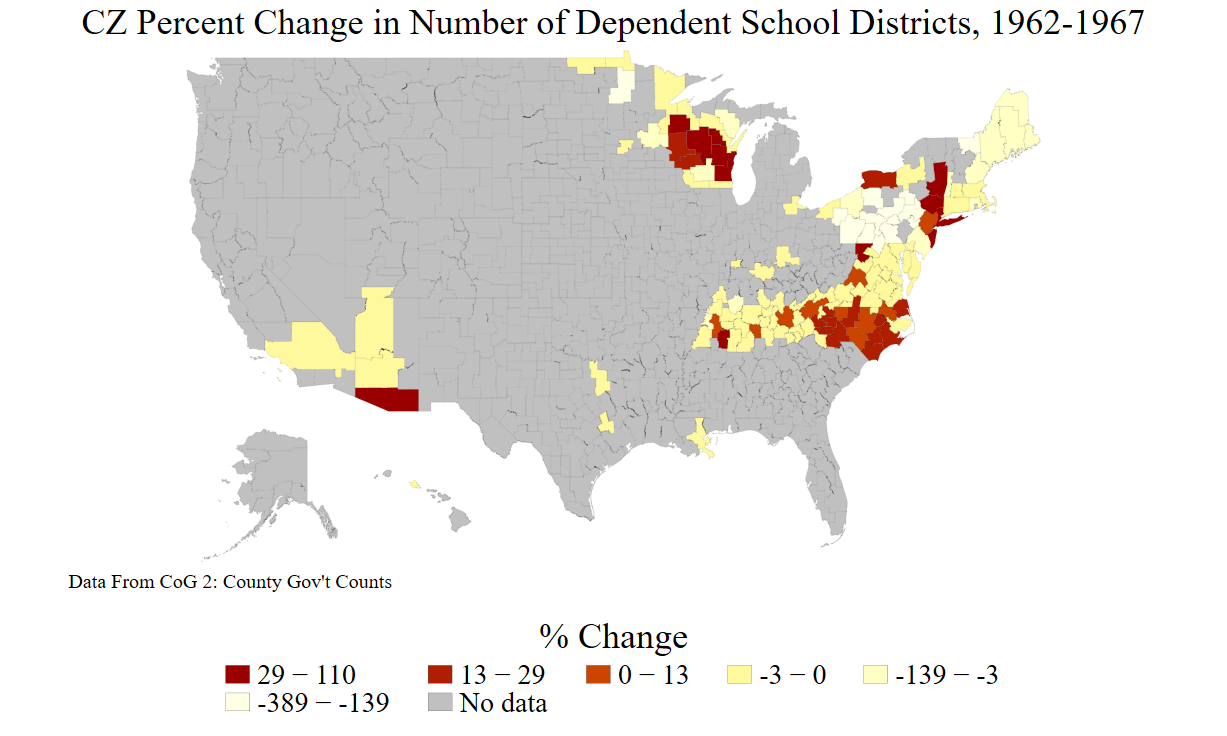 CZ Percent Change in Number of Dependent School Districts, 1962-1967
Data From CoG 2: County Gov't Counts
% Change
29 − 110 13 − 29 0 − 13 -3 − 0 -139 − -3
-389 − -139 No data